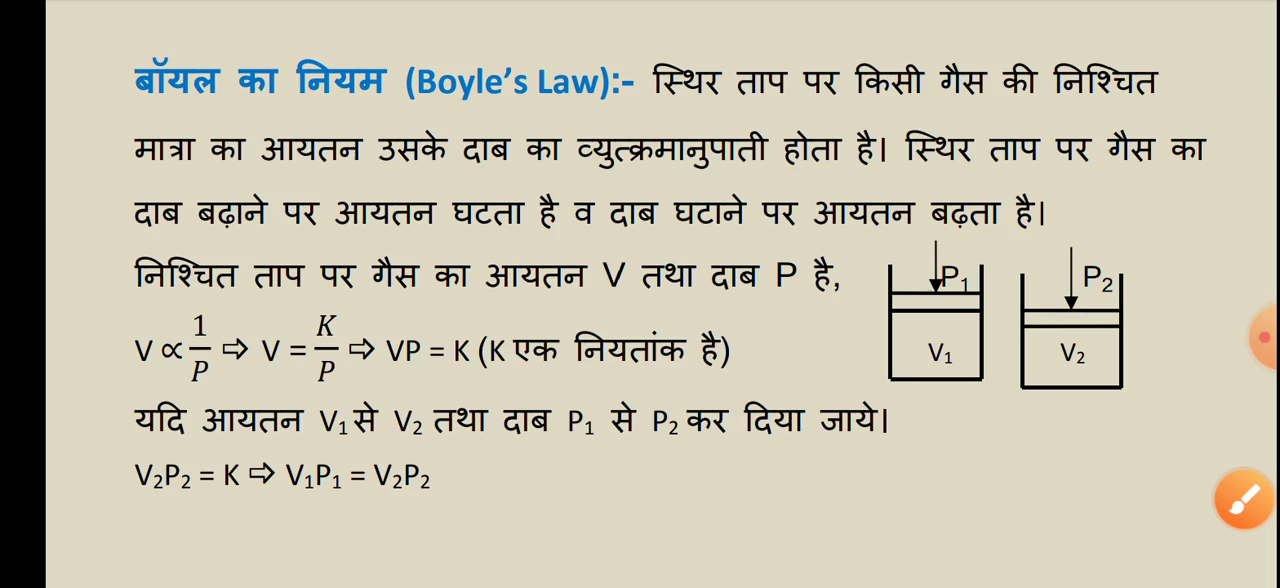 बॉयल का नियम (Boyle’s Law):- स्थिर ताप पर किसी गैस की निश्चित
मात्रा का आयतन उसके दाब का व्युत्क्रमानुपाती होता है। स्थिर ताप पर गैस का
दाब बढ़ाने पर आयतन घटता है व दाब घटाने पर आयतन बढ़ता है।
निश्चित ताप पर गैस का आयतन V तथा दाब P है,
P₁ P₂
V ∝ 1/P ⇨ V = K/P ⇨ VP = K (K एक नियतांक है)
V₁ V₂
यदि आयतन V₁ से V₂ तथा दाब P₁ से P₂ कर दिया जाये।
V₂P₂ = K ⇨ V₁P₁ = V₂P₂